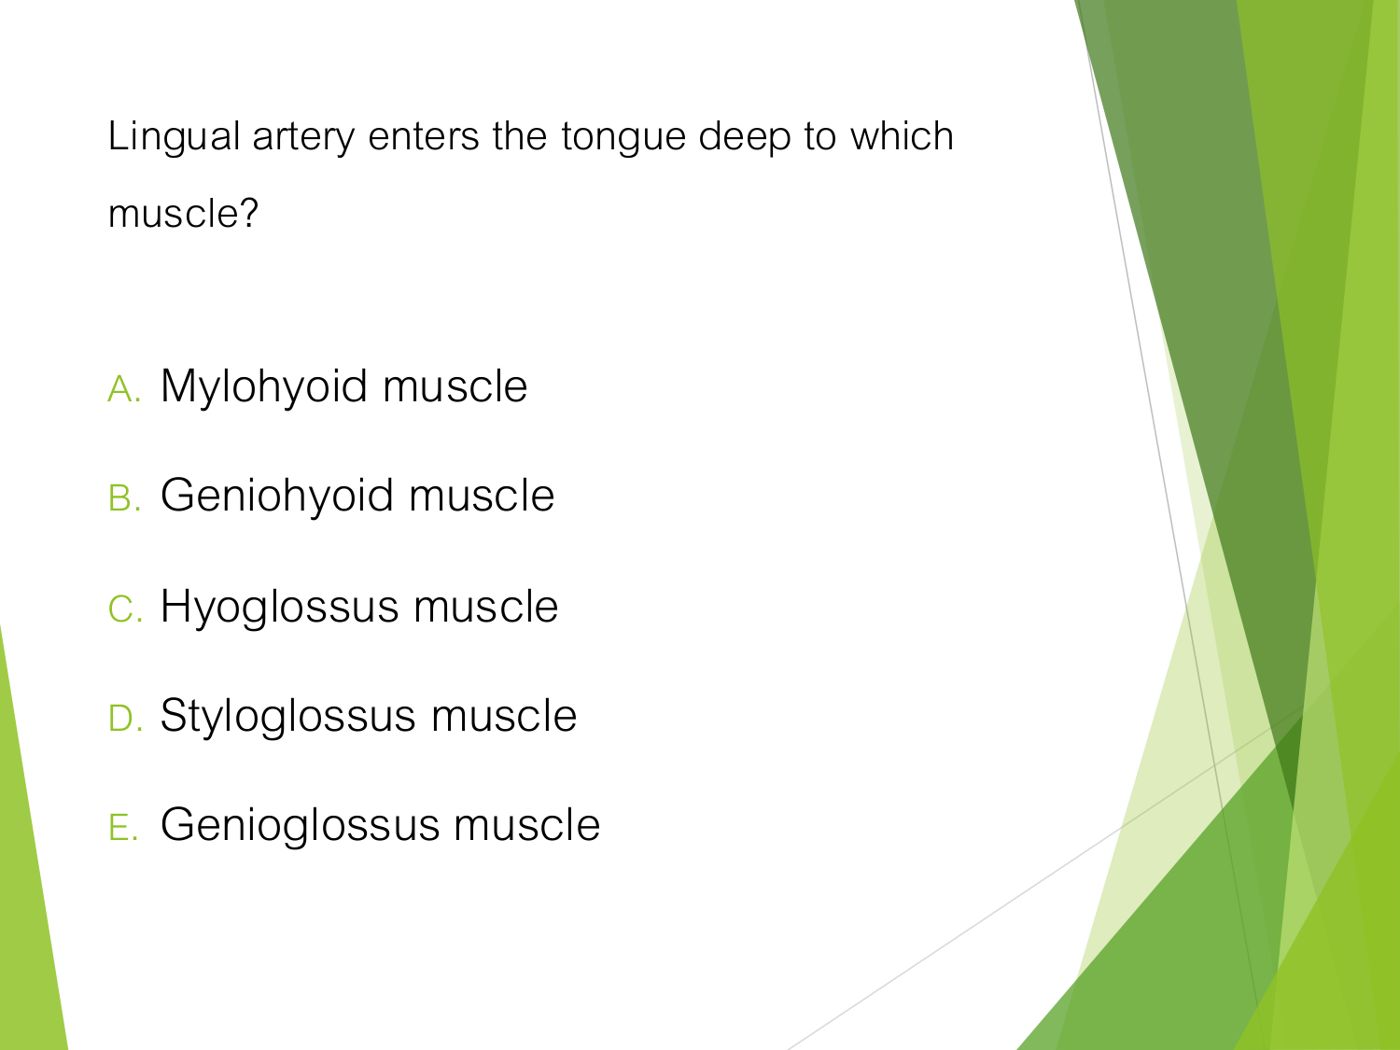 Lingual artery enters the tongue deep to which
muscle?
A. Mylohyoid muscle
B. Geniohyoid muscle
C. Hyoglossus muscle
D. Styloglossus muscle
E. Genioglossus muscle